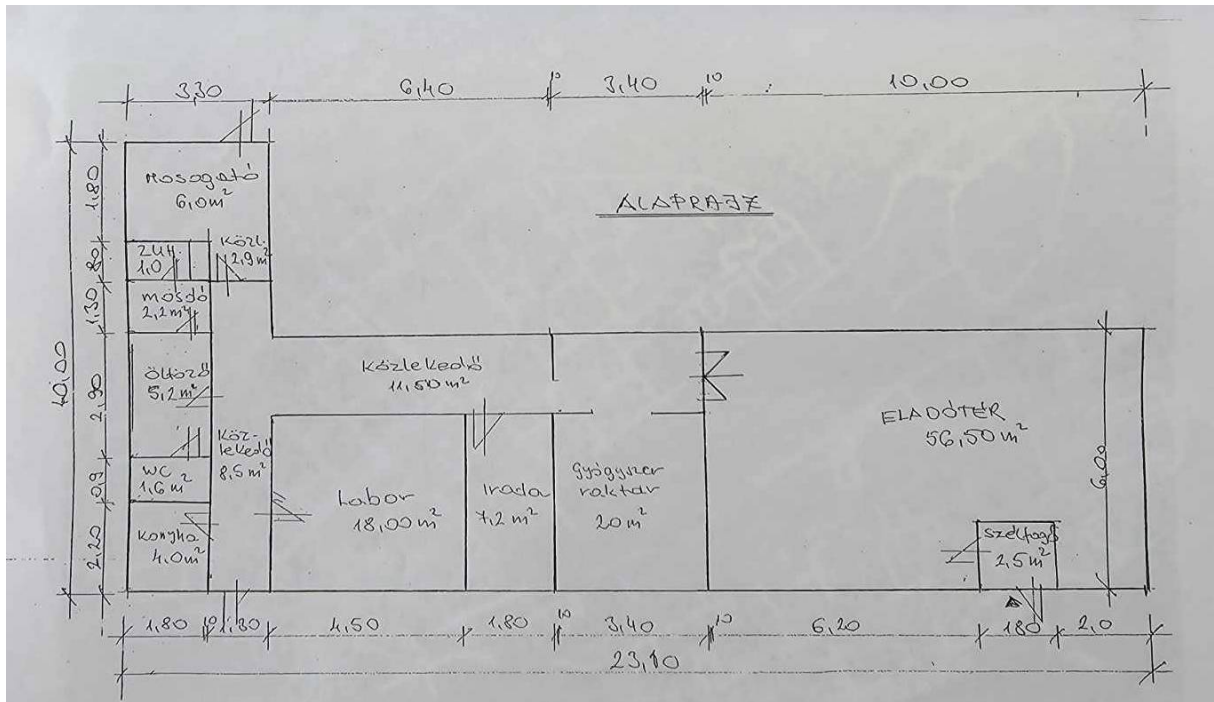 3,30
6,40
10
3,40
10
10,00
ALAPRAJZ
40,00
1,80
80
1,30
2,90
0,9
2,20
Mosogató
6,0 m²
ZUH.
1,0
Közl.
2,9 m²
mosdó
2,2 m²
Öltöző
5,2 m²
WC
1,6 m²
Konyha
4,0 m²
Köz-
lekedő
8,5 m²
Közlekedő
11,50 m²
Labor
18,00 m²
Iroda
7,2 m²
Gyógyszer
raktár
20 m²
ELADÓTÉR
56,50 m²
6,00
Szélfogó
2,5 m²
1,80
10
1,30
4,50
1,80
10
3,40
10
6,20
180
2,0
23,10